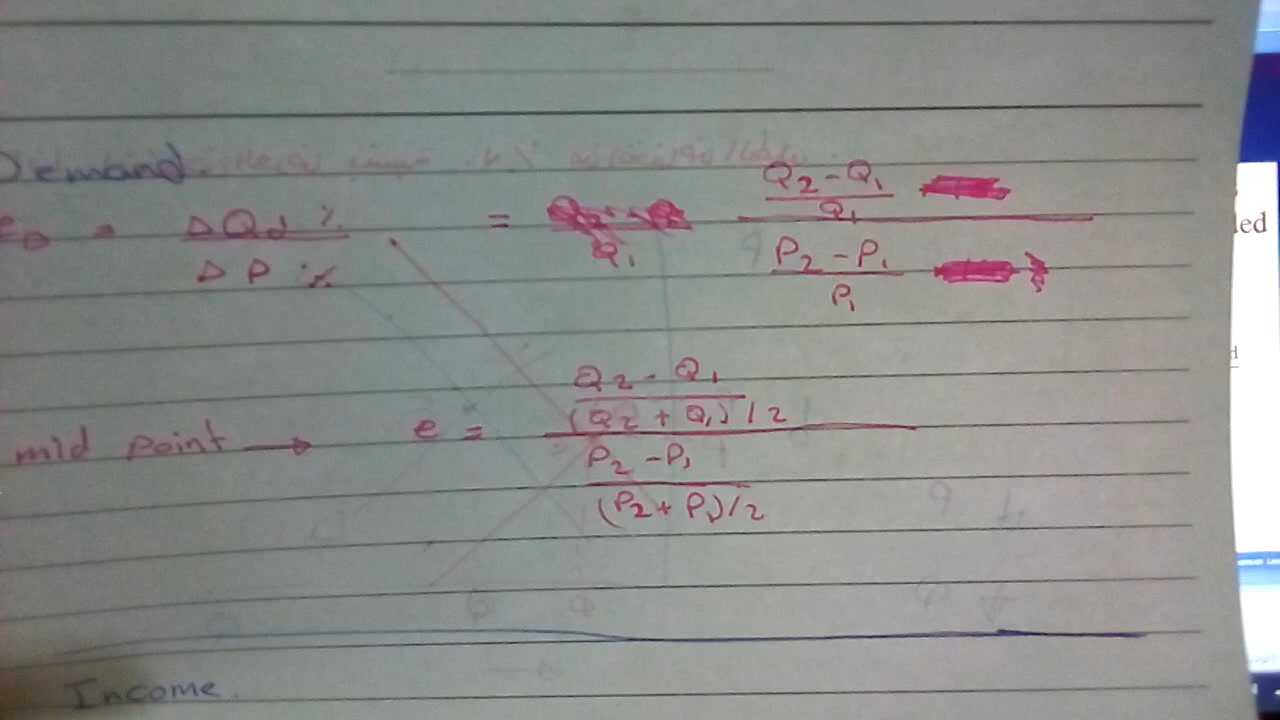 Demand.
e_D = ΔQd % / ΔP % = ((Q2 - Q1) / Q1) / ((P2 - P1) / P1)
mid point → e = ((Q2 - Q1) / ((Q2 + Q1) / 2)) / ((P2 - P1) / ((P2 + P1) / 2))
Income.